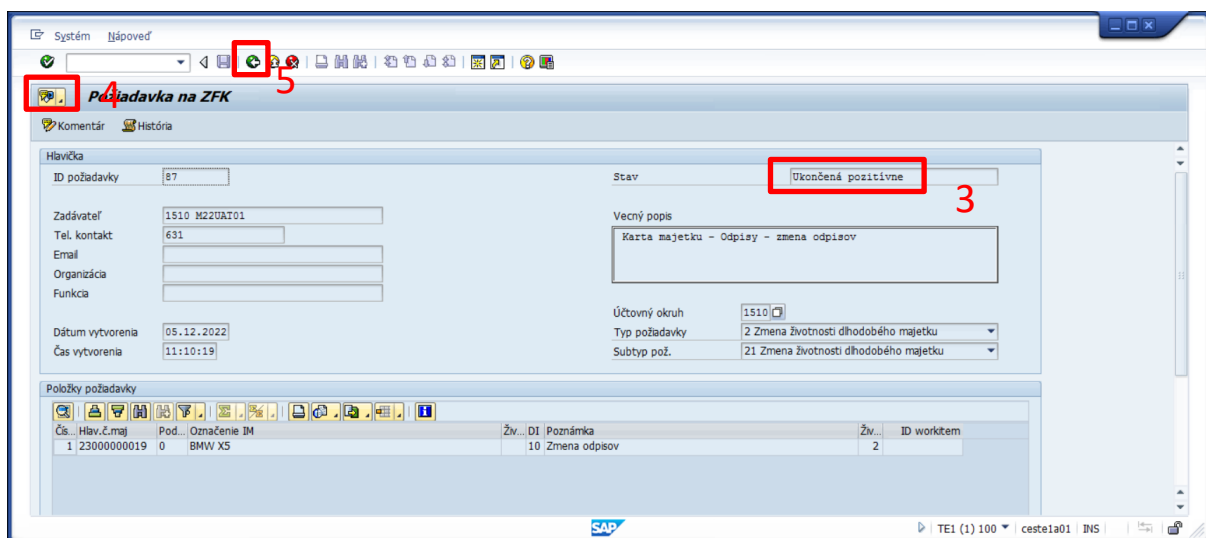 Systém Nápoveď
5
4 Požiadavka na ZFK
Komentár História
Hlavička
ID požiadavky 87 Stav Ukončená pozitívne
3
Zadávateľ 1510 M22UAT01 Vecný popis
Tel. kontakt 631 Karta majetku - Odpisy - zmena odpisov
Email
Organizácia
Funkcia
Účtovný okruh 1510
Dátum vytvorenia 05.12.2022 Typ požiadavky 2 Zmena životnosti dlhodobého majetku
Čas vytvorenia 11:10:19 Subtyp pož. 21 Zmena životnosti dlhodobého majetku
Položky požiadavky
Čís... Hlav.č.maj Pod... Označenie IM Živ... DI Poznámka Živ... ID workitem
1 23000000019 0 BMW X5 10 Zmena odpisov 2
SAP TE1 (1) 100 ceste1a01 INS